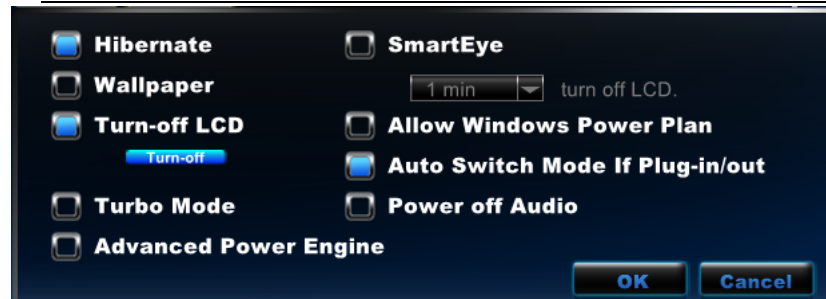 Hibernate
SmartEye
Wallpaper
1 min
turn off LCD.
Turn-off LCD
Allow Windows Power Plan
Turn-off
Auto Switch Mode If Plug-in/out
Turbo Mode
Power off Audio
Advanced Power Engine
OK
Cancel